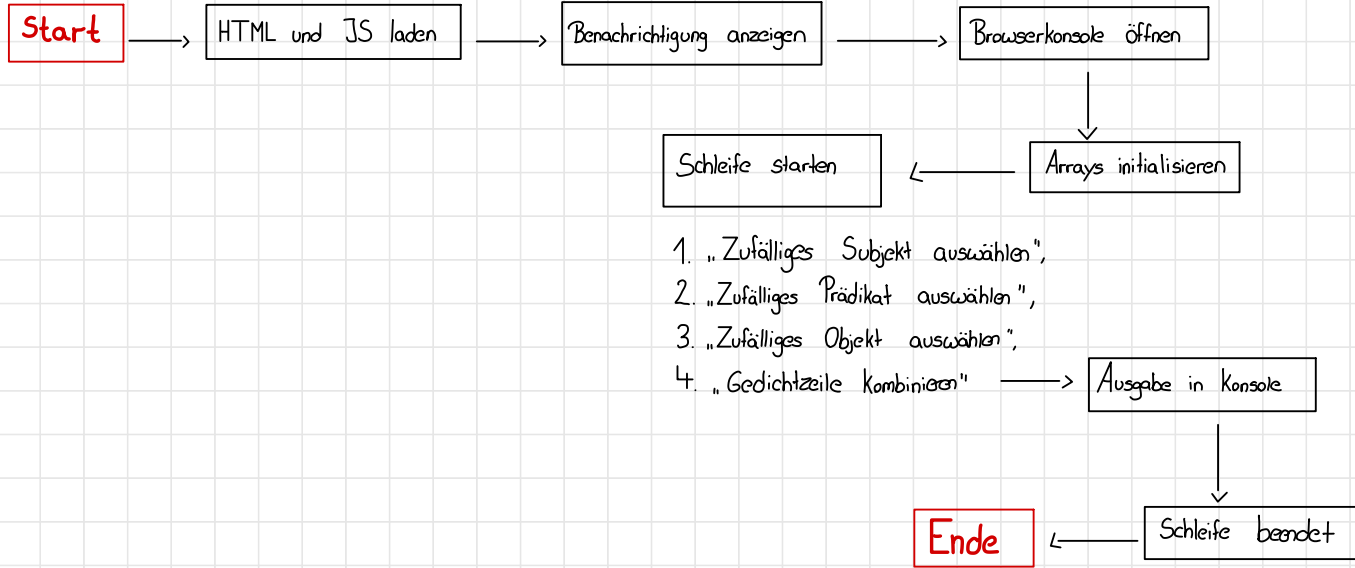 Start
HTML und JS laden
Benachrichtigung anzeigen
Browserkonsole öffnen
Arrays initialisieren
Schleife starten
1. „Zufälliges Subjekt auswählen",
2. „Zufälliges Prädikat auswählen",
3. „Zufälliges Objekt auswählen",
4. „Gedichtzeile kombinieren"
Ausgabe in Konsole
Schleife beendet
Ende